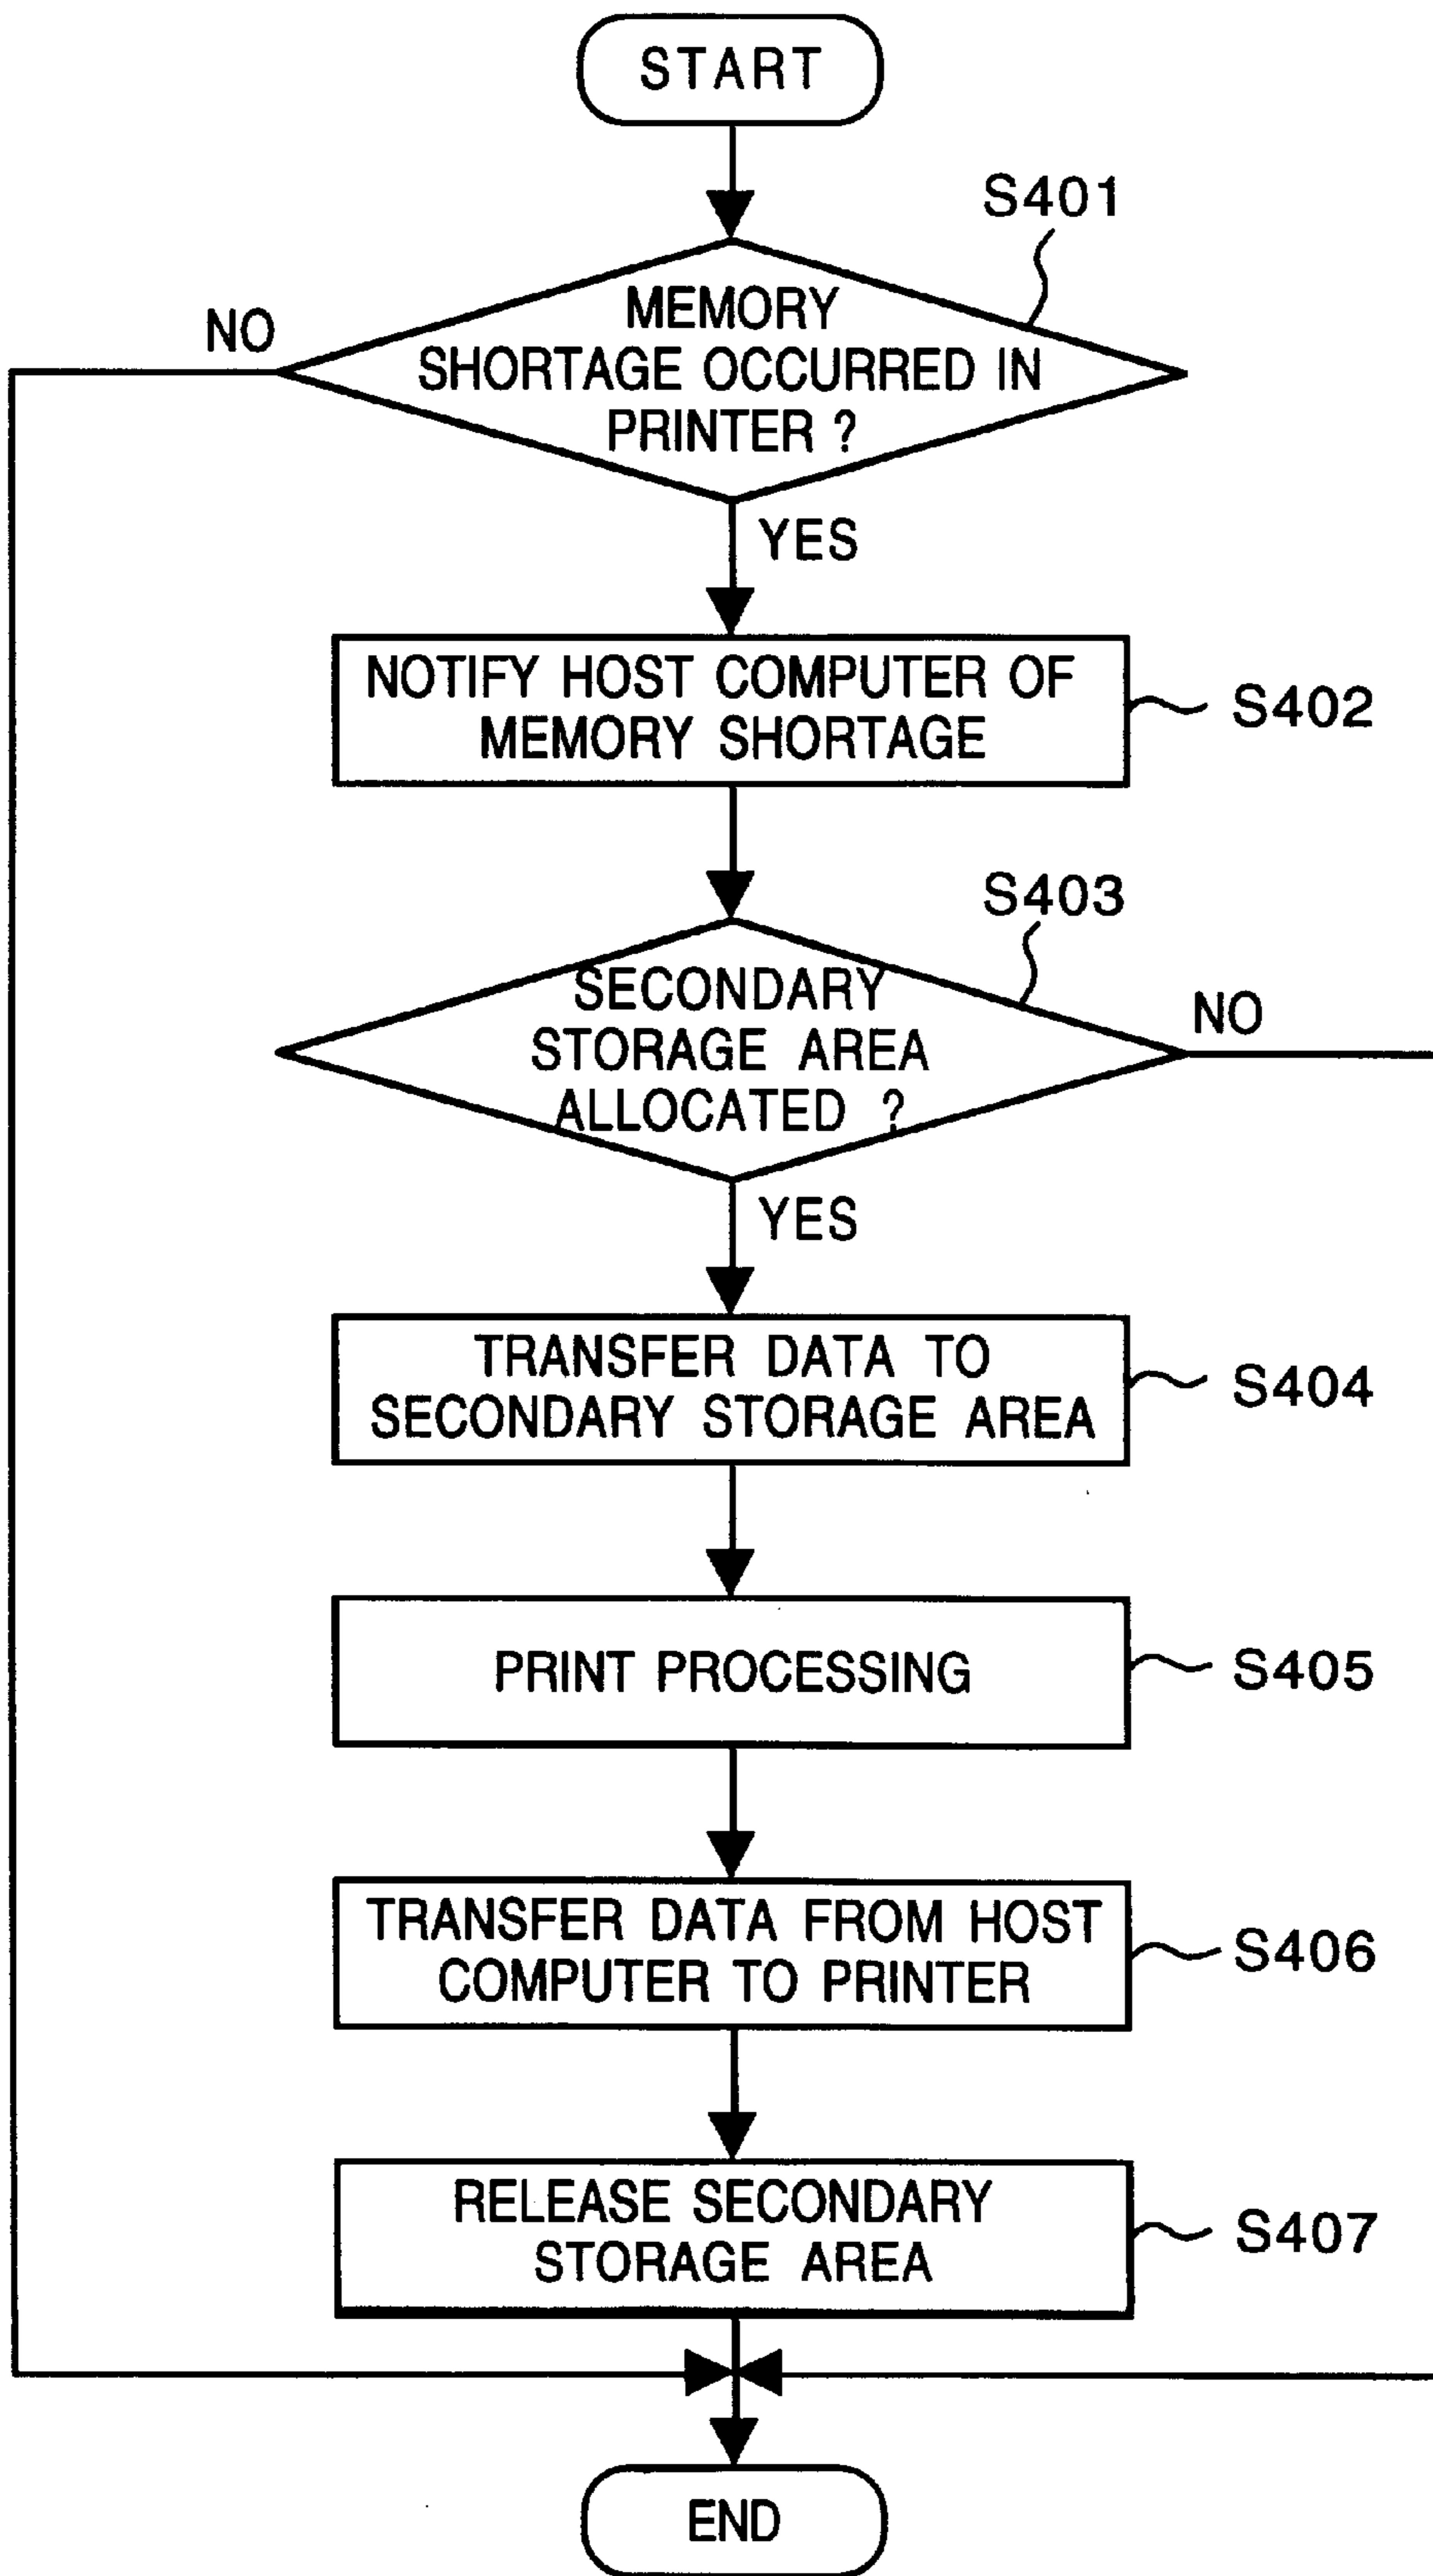 START
S401
NO
MEMORY
SHORTAGE OCCURRED IN
PRINTER ?
YES
NOTIFY HOST COMPUTER OF
MEMORY SHORTAGE
S402
S403
SECONDARY
STORAGE AREA
ALLOCATED ?
NO
YES
TRANSFER DATA TO
SECONDARY STORAGE AREA
S404
PRINT PROCESSING
S405
TRANSFER DATA FROM HOST
COMPUTER TO PRINTER
S406
RELEASE SECONDARY
STORAGE AREA
S407
END